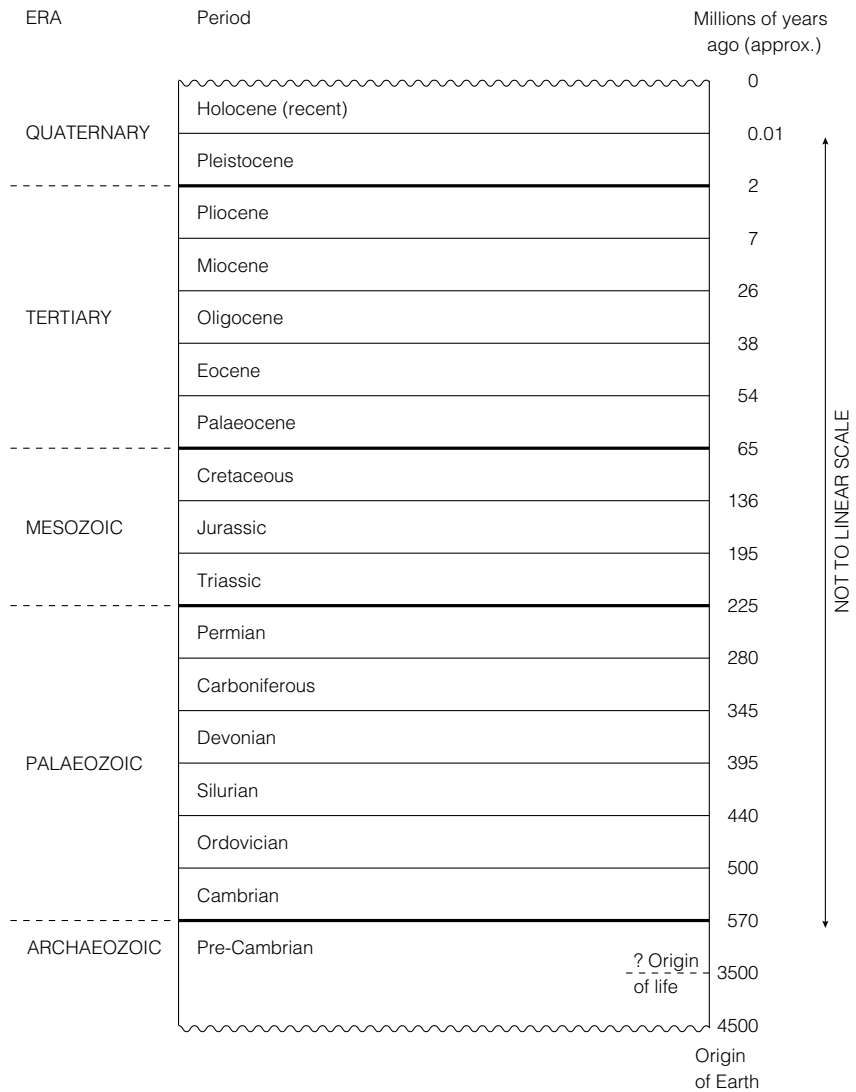 ERA
Period
Millions of years
ago (approx.)
0
Holocene (recent)
QUATERNARY
0.01
Pleistocene
2
Pliocene
7
Miocene
26
TERTIARY
Oligocene
38
Eocene
54
Palaeocene
65
Cretaceous
136
MESOZOIC
Jurassic
195
Triassic
225
Permian
280
Carboniferous
345
Devonian
PALAEOZOIC
395
Silurian
440
Ordovician
500
Cambrian
570
ARCHAEOZOIC
Pre-Cambrian
? Origin
of life
3500
4500
Origin
of Earth
NOT TO LINEAR SCALE